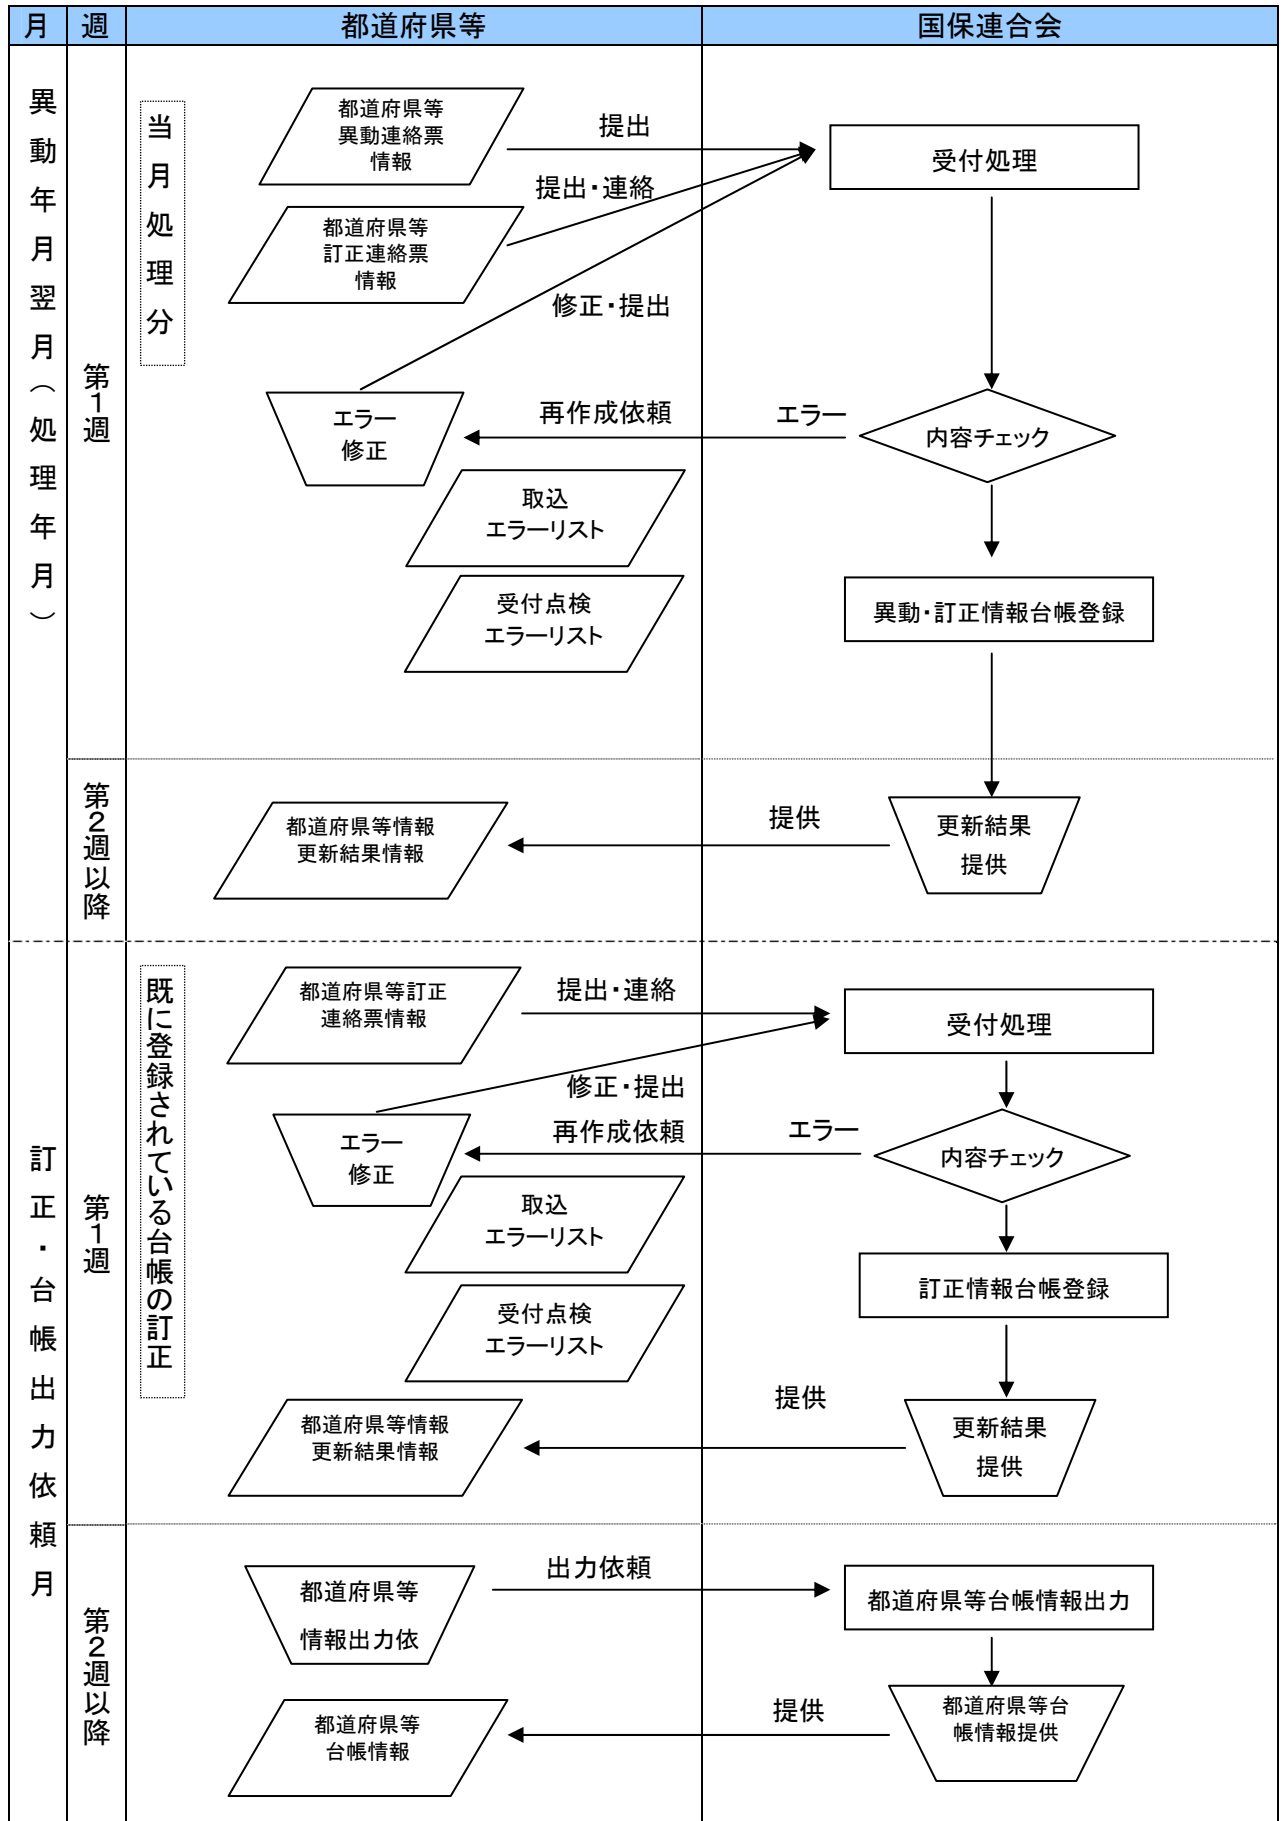 月
週
都道府県等
国保連合会
異動年月翌月（処理年月）
第1週
当月処理分
都道府県等
異動連絡票
情報
提出
受付処理
提出・連絡
都道府県等
訂正連絡票
情報
修正・提出
エラー
修正
再作成依頼
エラー
内容チェック
取込
エラーリスト
受付点検
エラーリスト
異動・訂正情報台帳登録
第2週以降
都道府県等情報
更新結果情報
提供
更新結果
提供
訂正・台帳出力依頼月
第1週
既に登録されている台帳の訂正
都道府県等訂正
連絡票情報
提出・連絡
受付処理
修正・提出
エラー
修正
再作成依頼
エラー
内容チェック
取込
エラーリスト
訂正情報台帳登録
受付点検
エラーリスト
都道府県等情報
更新結果情報
提供
更新結果
提供
第2週以降
都道府県等
情報出力依
出力依頼
都道府県等台帳情報出力
都道府県等
台帳情報
提供
都道府県等台
帳情報提供